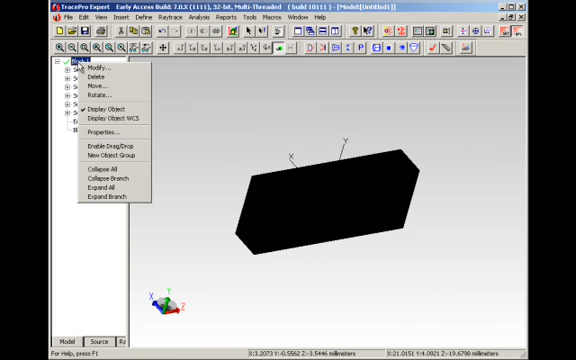 TracePro Expert Early Access Build: 7.0.X (1111), 32-bit, Multi-Threaded ( build 10111 ) - [Model[Untitled1]]
File Edit View Insert Define Raytrace Analysis Reports Tools Macros Window Help
Block 1
Modify...
Delete
Move...
Rotate...
Display Object
Display Object WCS
Properties...
Enable Drag/Drop
New Object Group
Collapse All
Collapse Branch
Expand All
Expand Branch
X
Y
X
Y
Z
Model Source Ra
For Help, press F1 X:3.2073 Y:-0.5562 Z:-3.5446 millimeters X:21.0151 Y:4.0921 Z:-19.6798 millimeters